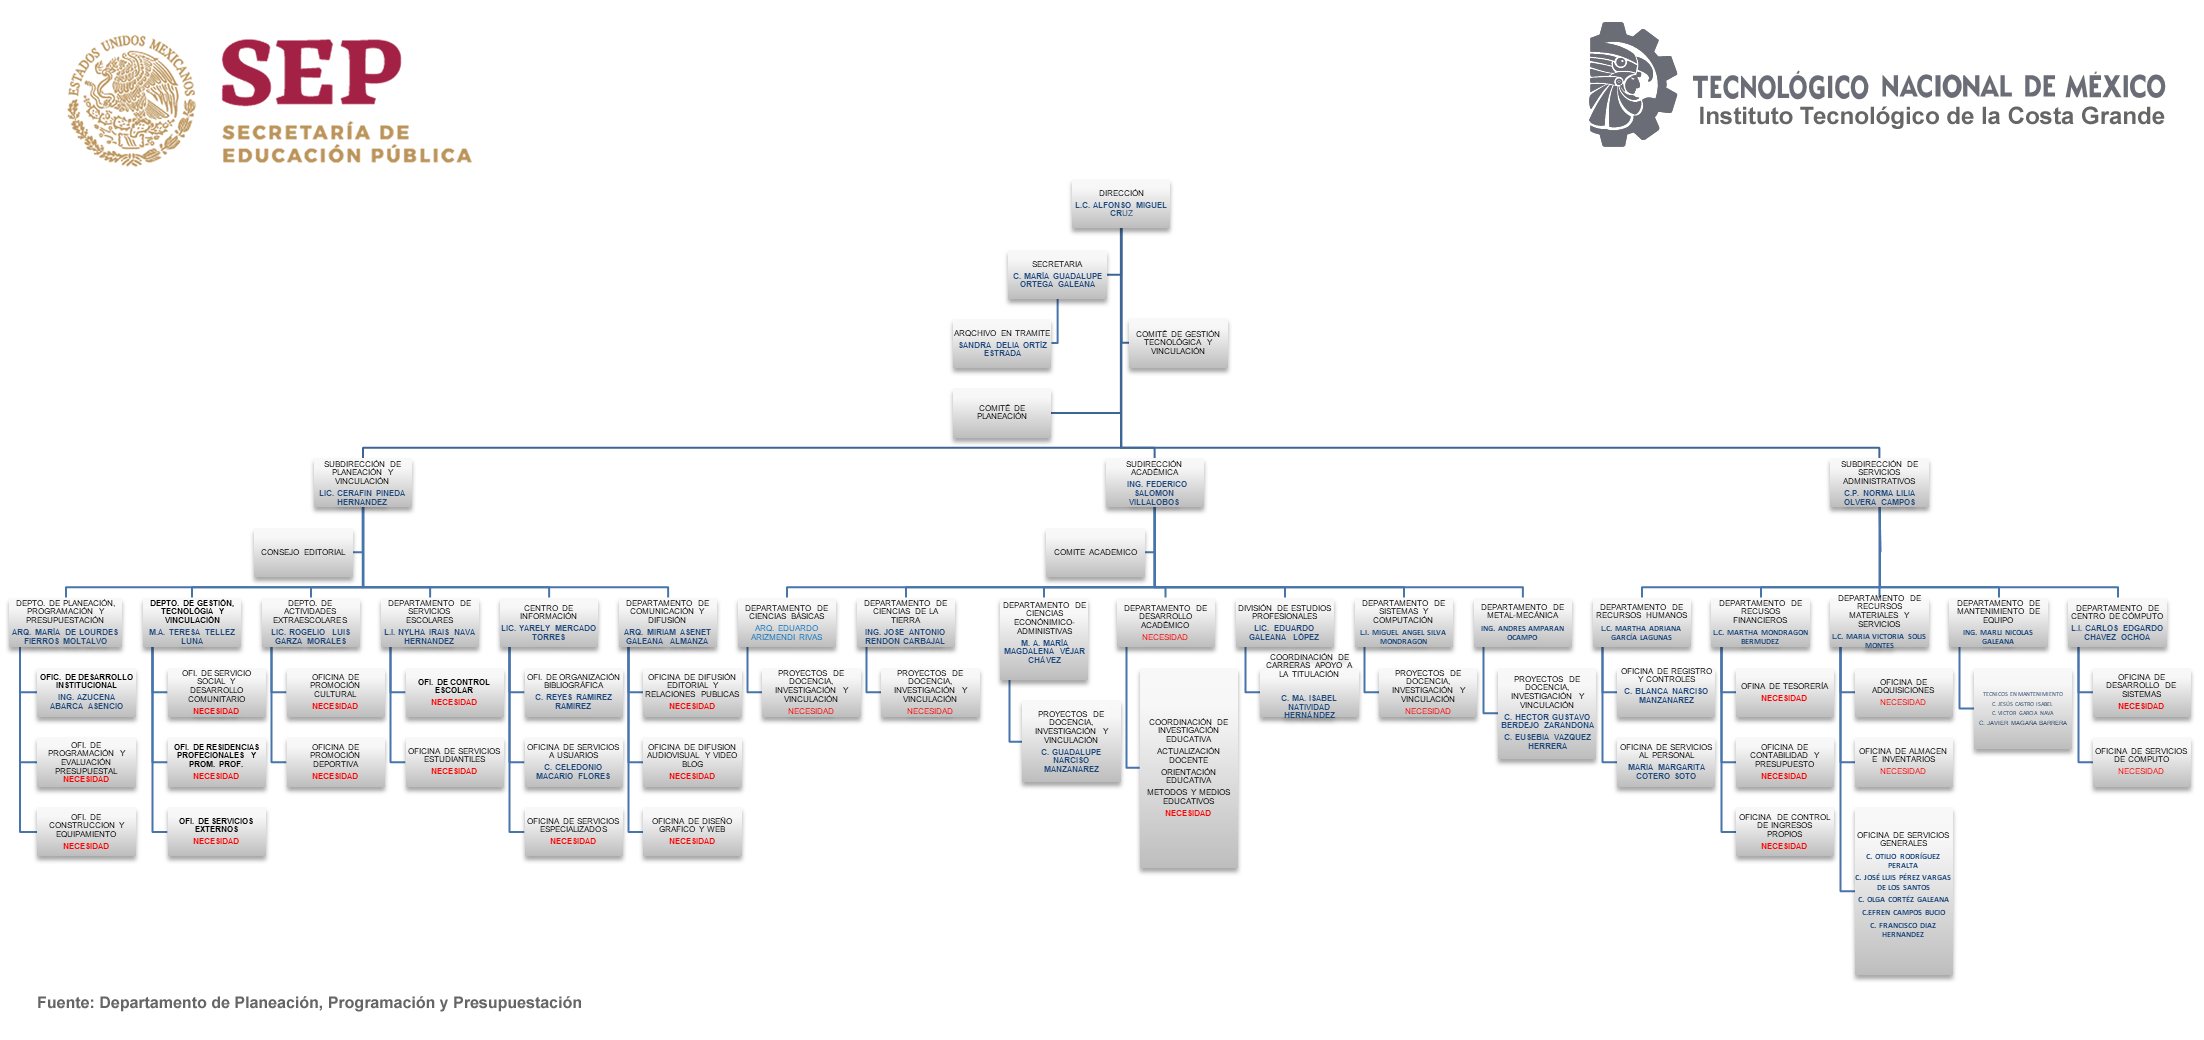 ESTADOS UNIDOS MEXICANOS
SEP
SECRETARÍA DE
EDUCACIÓN PÚBLICA
TECNOLÓGICO NACIONAL DE MÉXICO
Instituto Tecnológico de la Costa Grande
DIRECCIÓN
L.C. ALFONSO MIGUEL
CRUZ
SECRETARIA
C. MARÍA GUADALUPE
ORTEGA GALEANA
ARQCHIVO EN TRAMITE
SANDRA DELIA ORTÍZ
ESTRADA
COMITÉ DE GESTIÓN
TECNOLÓGICA Y
VINCULACIÓN
COMITÉ DE
PLANEACIÓN
SUBDIRECCIÓN DE
PLANEACIÓN Y
VINCULACIÓN
LIC. CERAFIN PINEDA
HERNANDEZ
SUDIRECCIÓN
ACADÉMICA
ING. FEDERICO
SALOMON
VILLALOBOS
SUBDIRECCIÓN DE
SERVICIOS
ADMINISTRATIVOS
C.P. NORMA LILIA
OLVERA CAMPOS
CONSEJO EDITORIAL
COMITE ACADEMICO
DEPTO. DE PLANEACIÓN,
PROGRAMACIÓN Y
PRESUPUESTACIÓN
ARQ. MARÍA DE LOURDES
FIERROS MOLTALVO
DEPTO. DE GESTIÓN,
TECNOLÓGIA Y
VINCULACIÓN
M.A. TERESA TELLEZ
LUNA
DEPTO. DE
ACTIVIDADES
EXTRAESCOLARES
LIC. ROGELIO LUIS
GARZA MORALES
DEPARTAMENTO DE
SERVICIOS
ESCOLARES
L.I. NYLHA IRAIS NAVA
HERNANDEZ
CENTRO DE
INFORMACIÓN
LIC. YARELY MERCADO
TORRES
DEPARTAMENTO DE
COMUNICACIÓN Y
DIFUSIÓN
ARQ. MIRIAM ASENET
GALEANA ALMANZA
DEPARTAMENTO DE
CIENCIAS BÁSICAS
ARQ. EDUARDO
ARIZMENDI RIVAS
DEPARTAMENTO DE
CIENCIAS DE LA
TIERRA
ING. JOSE ANTONIO
RENDON CARBAJAL
DEPARTAMENTO DE
CIENCIAS
ECONÓNIMICO-
ADMINISTIVAS
M. A. MARÍA
MAGDALENA VÉJAR
CHÁVEZ
DEPARTAMENTO DE
DESARROLLO
ACADÉMICO
NECESIDAD
DIVISIÓN DE ESTUDIOS
PROFESIONALES
LIC. EDUARDO
GALEANA LÓPEZ
DEPARTAMENTO DE
SISTEMAS Y
COMPUTACIÓN
L.I. MIGUEL ANGEL SILVA
MONDRAGON
DEPARTAMENTO DE
METAL-MECÁNICA
ING. ANDRES AMPARAN
OCAMPO
DEPARTAMENTO DE
RECURSOS HUMANOS
L.C. MARTHA ADRIANA
GARCÍA LAGUNAS
DEPARTAMENTO DE
RECURSOS
FINANCIEROS
L.C. MARTHA MONDRAGON
BERMUDEZ
DEPARTAMENTO DE
RECURSOS
MATERIALES Y
SERVICIOS
L.C. MARIA VICTORIA SOLIS
MONTES
DEPARTAMENTO DE
MANTENIMIENTO DE
EQUIPO
ING. MARLI NICOLAS
GALEANA
DEPARTAMENTO DE
CENTRO DE CÓMPUTO
L.I. CARLOS EDGARDO
CHAVEZ OCHOA
OFIC. DE DESARROLLO
INSTITUCIONAL
ING. AZUCENA
ABARCA ASENCIO
OFI. DE SERVICIO
SOCIAL Y
DESARROLLO
COMUNITARIO
NECESIDAD
OFICINA DE
PROMOCIÓN
CULTURAL
NECESIDAD
OFI. DE CONTROL
ESCOLAR
NECESIDAD
OFI. DE ORGANIZACIÓN
BIBLIOGRÁFICA
C. REYES RAMIREZ
RAMIREZ
OFICINA DE DIFUSIÓN
EDITORIAL Y
RELACIONES PUBLICAS
NECESIDAD
PROYECTOS DE
DOCENCIA,
INVESTIGACIÓN Y
VINCULACIÓN
NECESIDAD
PROYECTOS DE
DOCENCIA,
INVESTIGACIÓN Y
VINCULACIÓN
NECESIDAD
PROYECTOS DE
DOCENCIA,
INVESTIGACIÓN Y
VINCULACIÓN
C. GUADALUPE
NARCISO
MANZANAREZ
COORDINACIÓN DE
INVESTIGACIÓN
EDUCATIVA
ACTUALIZACIÓN
DOCENTE
ORIENTACIÓN
EDUCATIVA
METODOS Y MEDIOS
EDUCATIVOS
NECESIDAD
COORDINACIÓN DE
CARRERAS APOYO A
LA TITULACIÓN
C. MA. ISABEL
NATIVIDAD
HERNÁNDEZ
PROYECTOS DE
DOCENCIA,
INVESTIGACIÓN Y
VINCULACIÓN
NECESIDAD
PROYECTOS DE
DOCENCIA,
INVESTIGACIÓN Y
VINCULACIÓN
C. HECTOR GUSTAVO
BERDEJO ZARANDONA
C. EUSEBIA VAZQUEZ
HERRERA
OFICINA DE REGISTRO
Y CONTROLES
C. BLANCA NARCISO
MANZANAREZ
OFINA DE TESORERÍA
NECESIDAD
OFICINA DE
ADQUISICIONES
NECESIDAD
TECNICOS EN MANTENIMIENTO
C. JESÚS CASTRO ISABEL
C. VICTOR GARCIA NAVA
C. JAVIER MAGAÑA BARRERA
OFICINA DE
DESARROLLO DE
SISTEMAS
NECESIDAD
OFI. DE
PROGRAMACIÓN Y
EVALUACIÓN
PRESUPUESTAL
NECESIDAD
OFI. DE RESIDENCIAS
PROFECIONALES Y
PROM. PROF.
NECESIDAD
OFICINA DE
PROMOCIÓN
DEPORTIVA
NECESIDAD
OFICINA DE SERVICIOS
ESTUDIANTILES
NECESIDAD
OFICINA DE SERVICIOS
A USUARIOS
C. CELEDONIO
MACARIO FLORES
OFICINA DE DIFUSION
AUDIOVISUAL Y VIDEO
BLOG
NECESIDAD
OFICINA DE SERVICIOS
AL PERSONAL
MARIA MARGARITA
COTERO SOTO
OFICINA DE
CONTABILIDAD Y
PRESUPUESTO
NECESIDAD
OFICINA DE ALMACEN
E INVENTARIOS
NECESIDAD
OFICINA DE SERVICIOS
DE COMPUTO
NECESIDAD
OFI. DE
CONSTRUCCION Y
EQUIPAMIENTO
NECESIDAD
OFI. DE SERVICIOS
EXTERNOS
NECESIDAD
OFICINA DE SERVICIOS
ESPECIALIZADOS
NECESIDAD
OFICINA DE DISEÑO
GRAFICO Y WEB
NECESIDAD
OFICINA DE CONTROL
DE INGRESOS
PROPIOS
NECESIDAD
OFICINA DE SERVICIOS
GENERALES
C. OTILIO RODRÍGUEZ
PERALTA
C. JOSÉ LUIS PÉREZ VARGAS
DE LOS SANTOS
C. OLGA CORTÉZ GALEANA
C.EFREN CAMPOS BUCIO
C. FRANCISCO DIAZ
HERNANDEZ
Fuente: Departamento de Planeación, Programación y Presupuestación